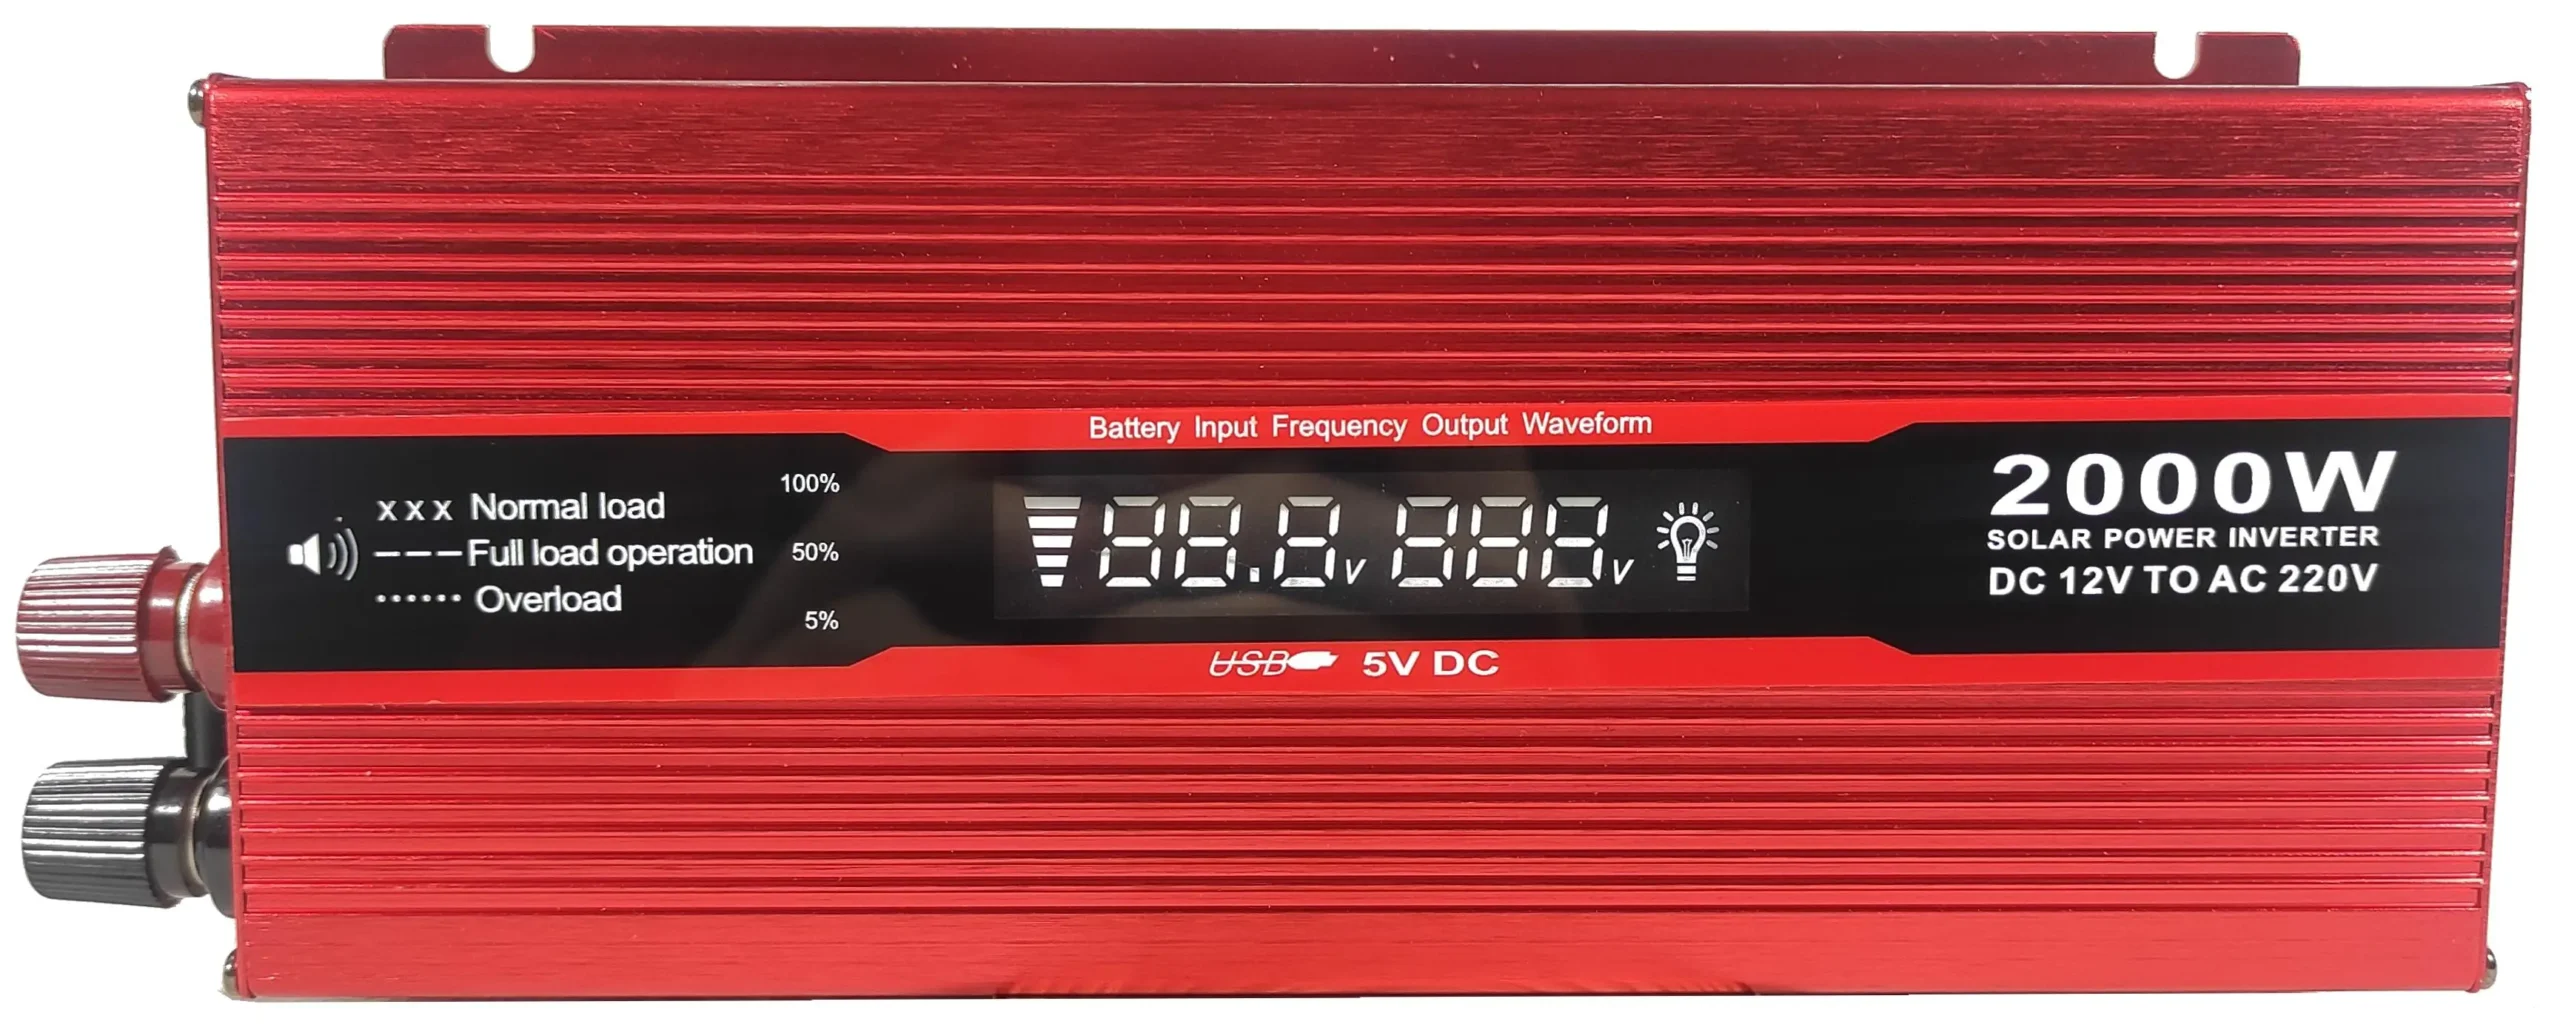 Battery Input Frequency Output Waveform
x x x Normal load
--- Full load operation
...... Overload
100%
50%
5%
88.8v 888v
2000W
SOLAR POWER INVERTER
DC 12V TO AC 220V
USB 5V DC